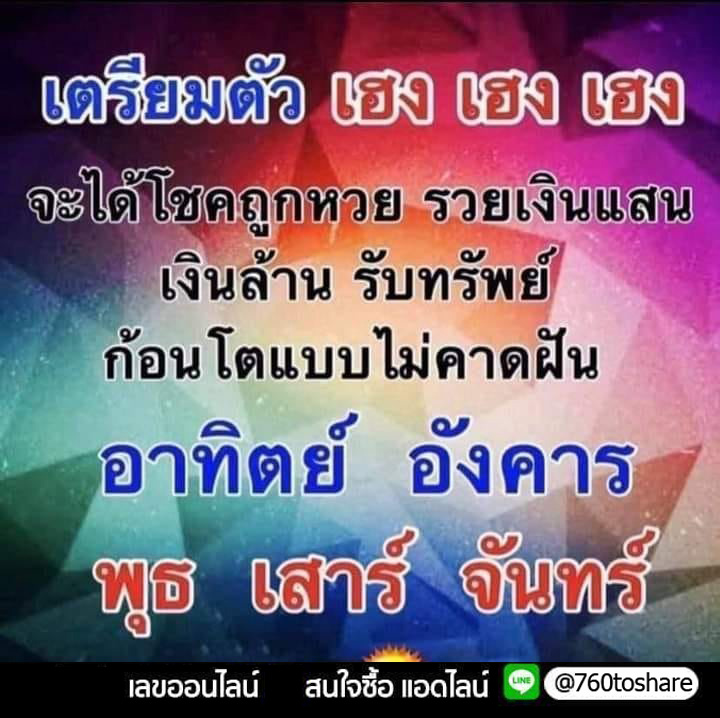 เตรียมตัว เฮง เฮง เฮง
จะได้โชคถูกหวย รวยเงินแสน
เงินล้าน รับทรัพย์
ก้อนโตแบบไม่คาดฝัน
อาทิตย์ อังคาร
พุธ เสาร์ จันทร์
เลขออนไลน์ สนใจซื้อ แอดไลน์ LINE @760toshare